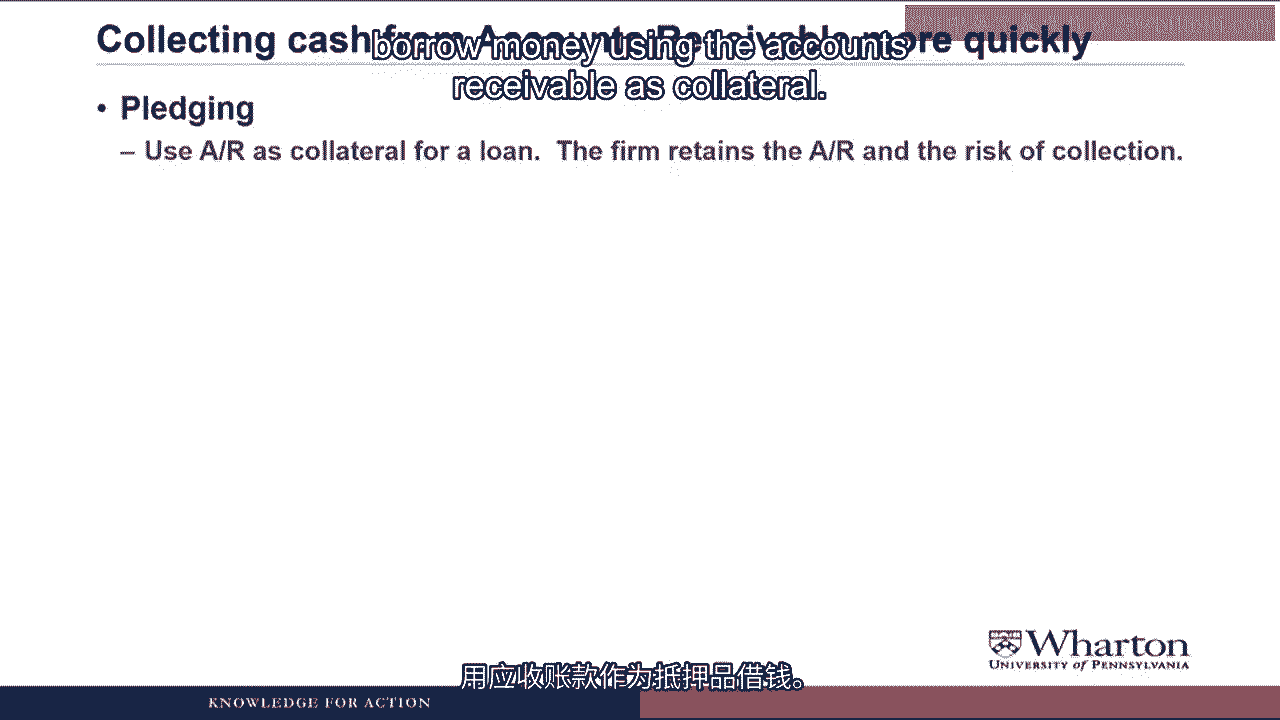 Collecting cash from Accounts Receivable more quickly
borrow money using the accounts
receivable as collateral.
• Pledging
– Use A/R as collateral for a loan. The firm retains the A/R and the risk of collection.
Wharton
UNIVERSITY of PENNSYLVANIA
用应收账款作为抵押品借钱。
KNOWLEDGE FOR ACTION